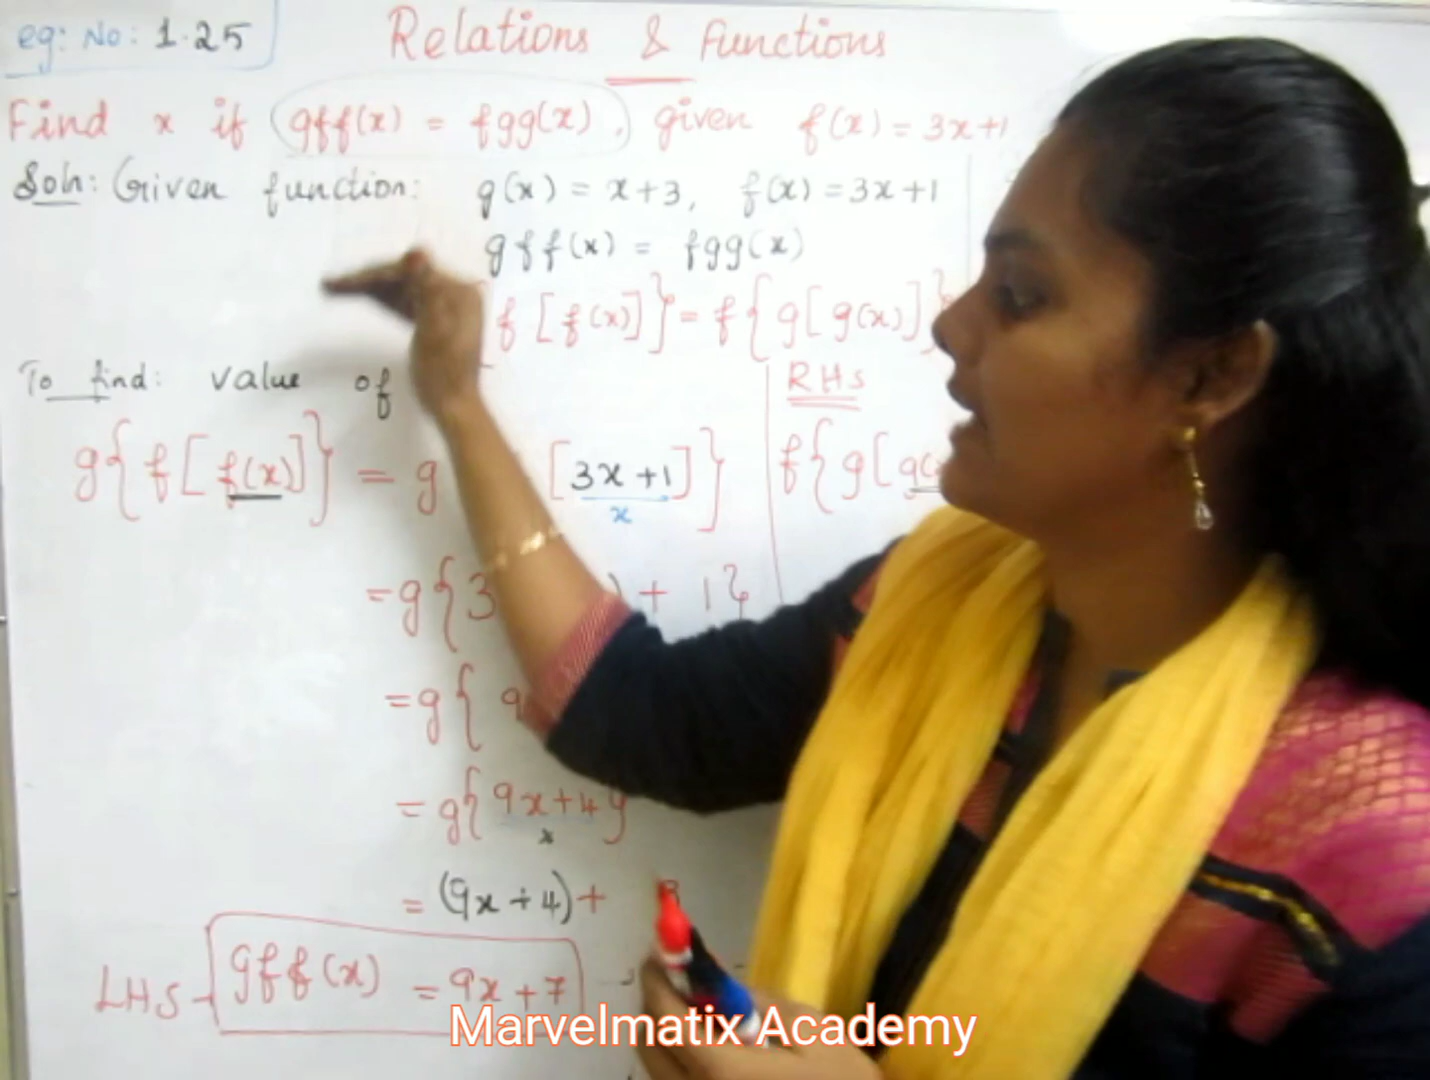 eg: No: 1.25
Relations & Functions
Find x if gff(x) = fgg(x), given f(x) = 3x+1
Soln: Given function: g(x) = x+3, f(x) = 3x+1
gff(x) = fgg(x)
f[f(x)]} = f{g[g(x)]}
To find: value of
RHS
g{f[f(x)]} = g [3x+1]}
x
f{g[g(
=g{3 ) + 1}
=g{ 9
=g{9x+4}
x
= (9x+4)+ 3
LHS - gff(x) = 9x+7
Marvelmatix Academy